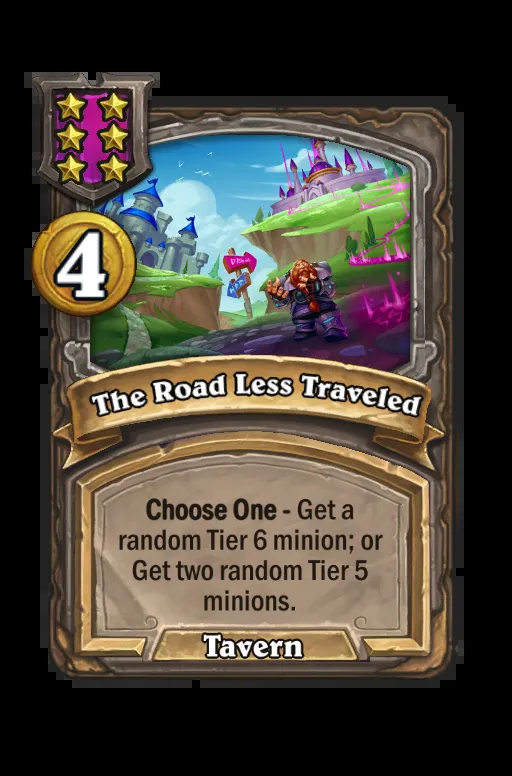 4
The Road Less Traveled
Choose One - Get a
random Tier 6 minion; or
Get two random Tier 5
minions.
Tavern